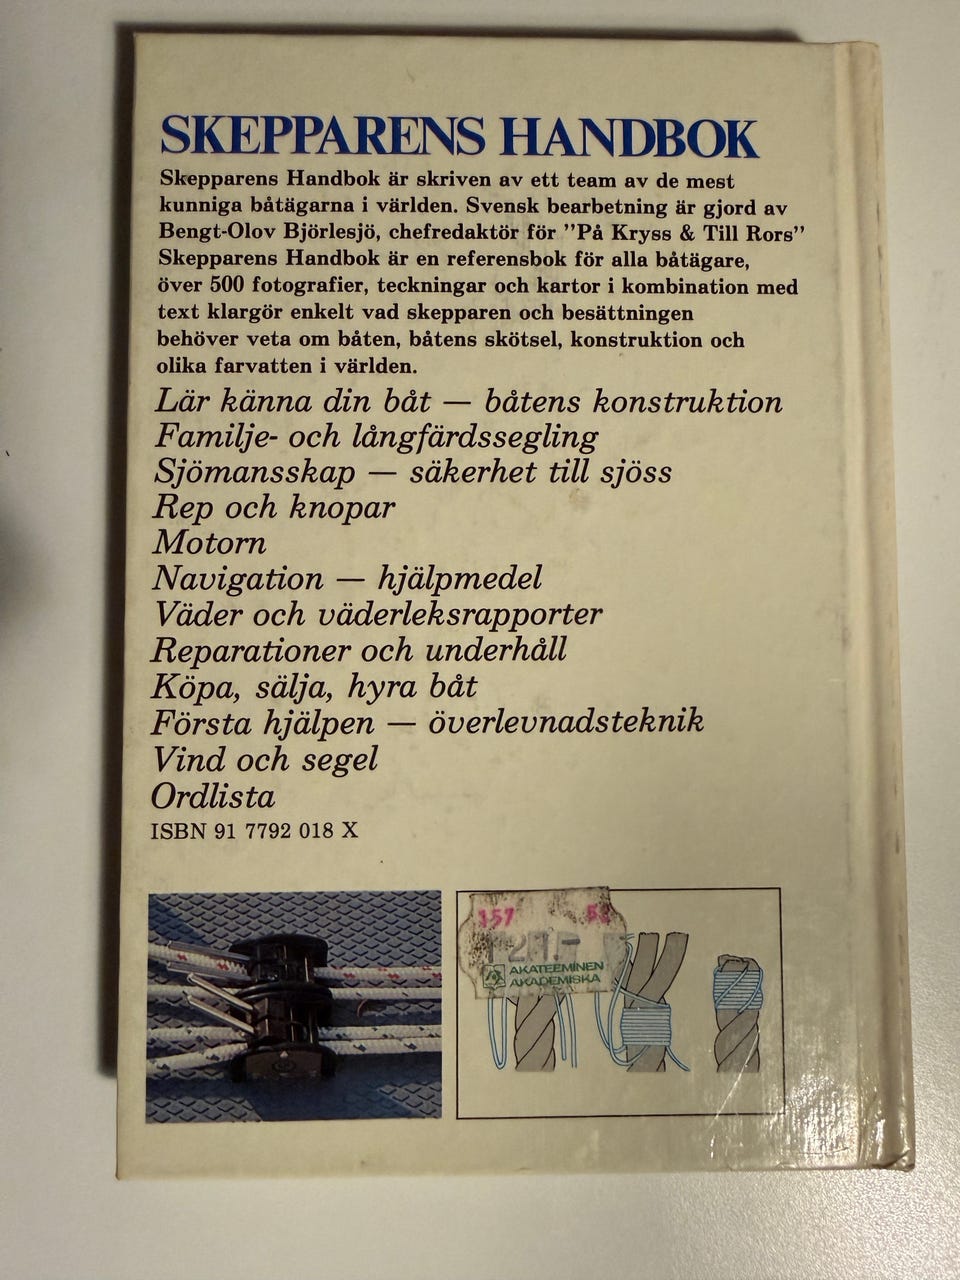 SKEPPARENS HANDBOK
Skepparens Handbok är skriven av ett team av de mest
kunniga båtägarna i världen. Svensk bearbetning är gjord av
Bengt-Olov Björlesjö, chefredaktör för ”På Kryss & Till Rors”
Skepparens Handbok är en referensbok för alla båtägare,
över 500 fotografier, teckningar och kartor i kombination med
text klargör enkelt vad skepparen och besättningen
behöver veta om båten, båtens skötsel, konstruktion och
olika farvatten i världen.
Lär känna din båt — båtens konstruktion
Familje- och långfärdssegling
Sjömansskap — säkerhet till sjöss
Rep och knopar
Motorn
Navigation — hjälpmedel
Väder och väderleksrapporter
Reparationer och underhåll
Köpa, sälja, hyra båt
Första hjälpen — överlevnadsteknik
Vind och segel
Ordlista
ISBN 91 7792 018 X
157
AKATEEMINEN
AKADEMISKA